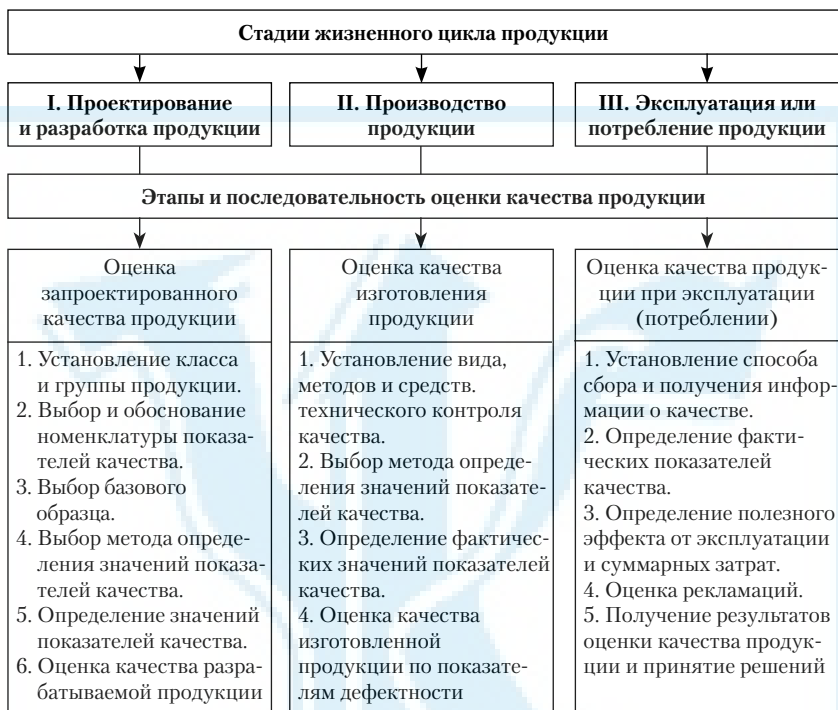 Стадии жизненного цикла продукции
I. Проектирование
и разработка продукции
II. Производство
продукции
III. Эксплуатация или
потребление продукции
Этапы и последовательность оценки качества продукции
Оценка
запроектированного
качества продукции
1. Установление класса
и группы продукции.
2. Выбор и обоснование
номенклатуры показа-
телей качества.
3. Выбор базового
образца.
4. Выбор метода опреде-
ления значений показа-
телей качества.
5. Определение значений
показателей качества.
6. Оценка качества разра-
батываемой продукции
Оценка качества
изготовления
продукции
1. Установление вида,
методов и средств.
технического контроля
качества.
2. Выбор метода опреде-
ления значений показате-
лей качества.
3. Определение фактичес-
ких значений показателей
качества.
4. Оценка качества
изготовленной
продукции по показате-
лям дефектности
Оценка качества продук-
ции при эксплуатации
(потреблении)
1. Установление способа
сбора и получения инфор-
мации о качестве.
2. Определение факти-
ческих показателей
качества.
3. Определение полезного
эффекта от эксплуатации
и суммарных затрат.
4. Оценка рекламаций.
5. Получение результатов
оценки качества продук-
ции и принятие решений